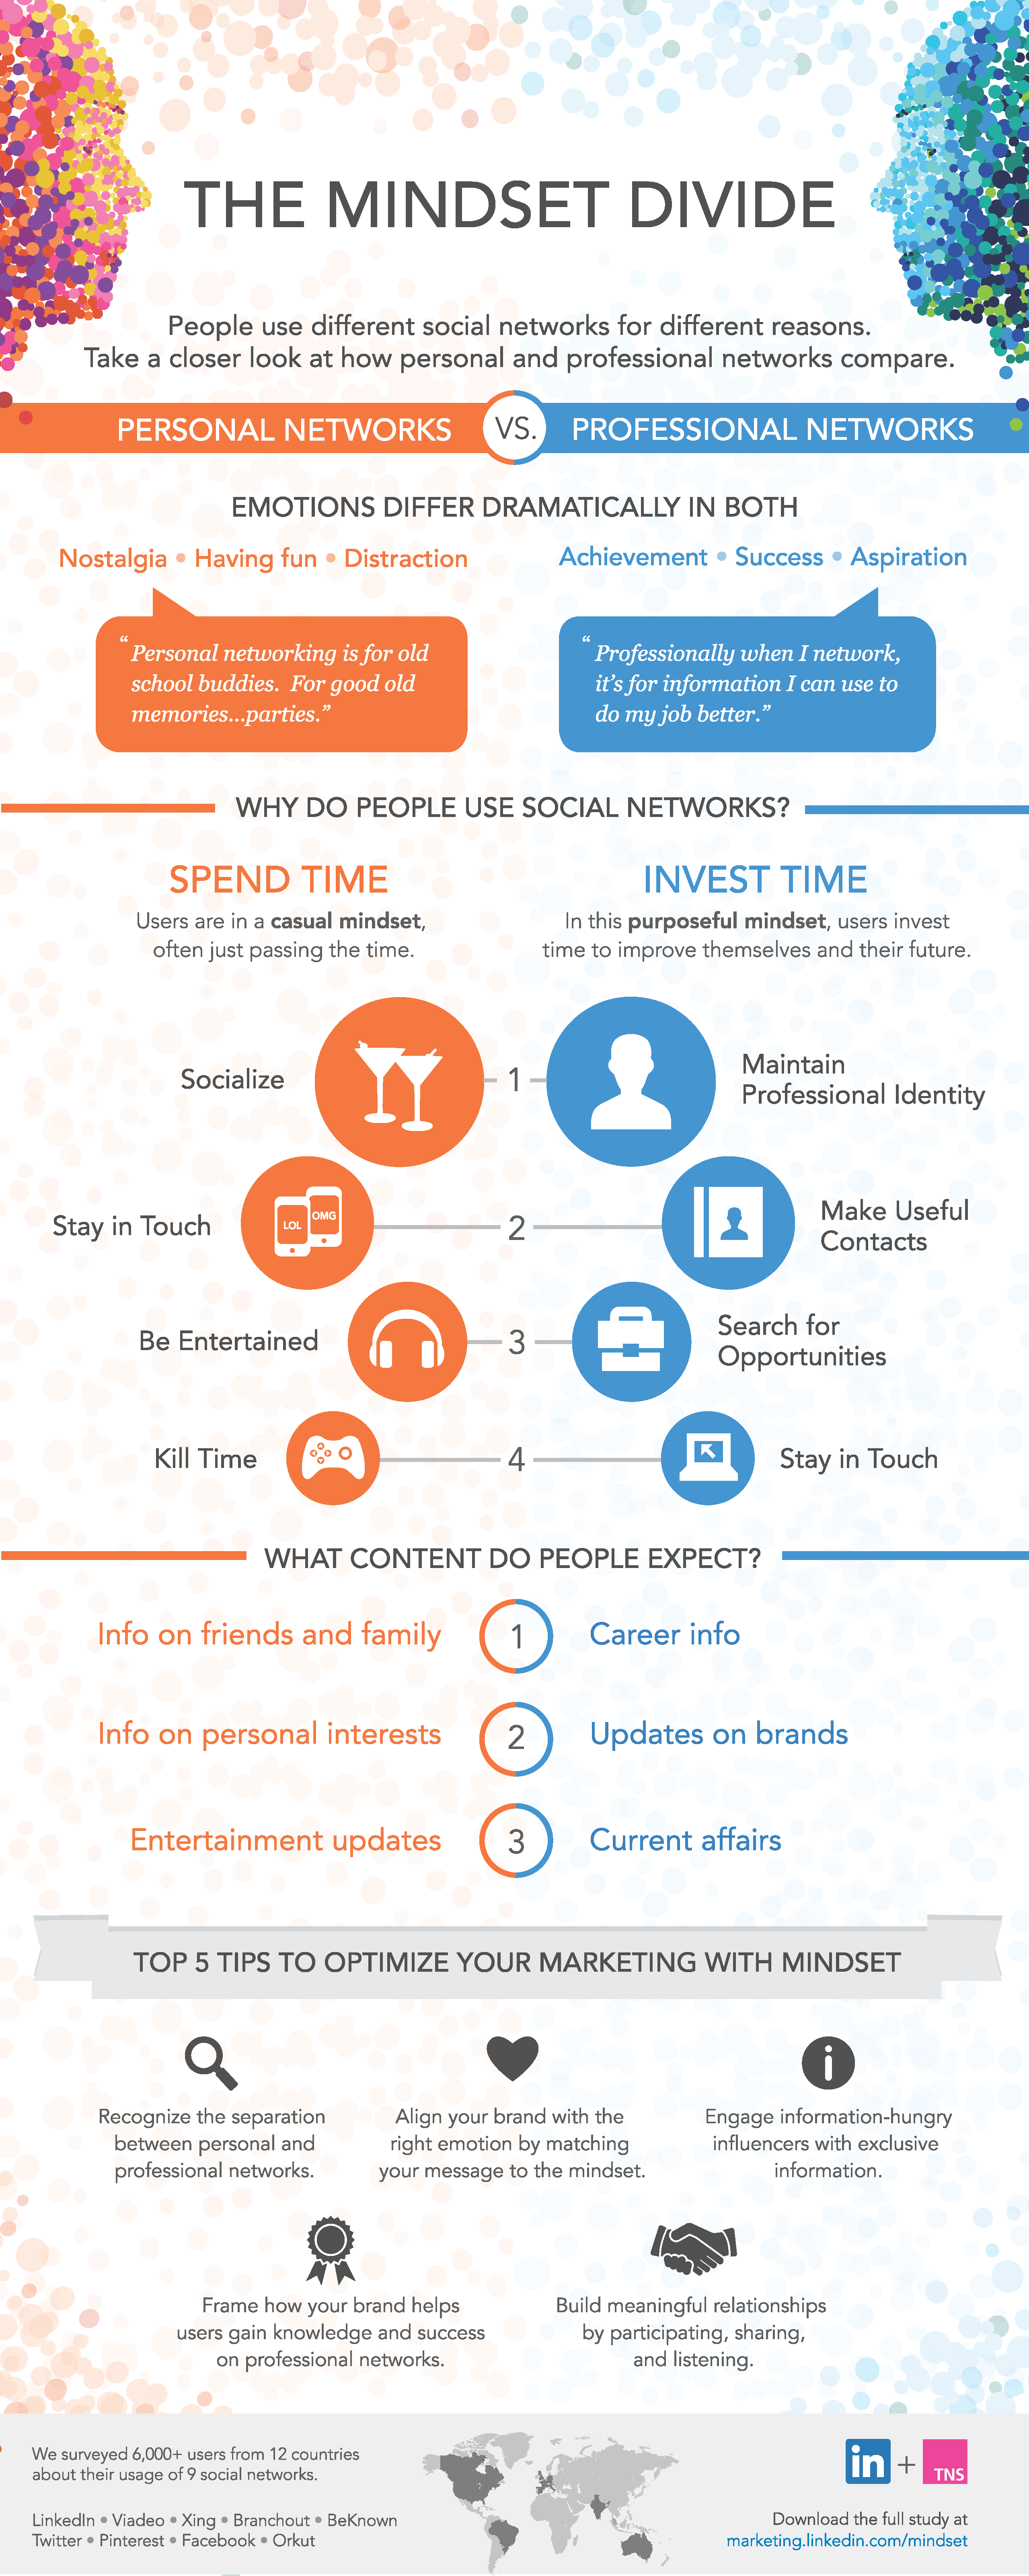 THE MINDSET DIVIDE
People use different social networks for different reasons.
Take a closer look at how personal and professional networks compare.
PERSONAL NETWORKS
VS.
PROFESSIONAL NETWORKS
EMOTIONS DIFFER DRAMATICALLY IN BOTH
Nostalgia • Having fun • Distraction
Achievement • Success • Aspiration
“ Personal networking is for old
school buddies. For good old
memories...parties.”
“ Professionally when I network,
it’s for information I can use to
do my job better.”
WHY DO PEOPLE USE SOCIAL NETWORKS?
SPEND TIME
Users are in a casual mindset,
often just passing the time.
INVEST TIME
In this purposeful mindset, users invest
time to improve themselves and their future.
Socialize
1
Maintain
Professional Identity
Stay in Touch
LOL
OMG
2
Make Useful
Contacts
Be Entertained
3
Search for
Opportunities
Kill Time
4
Stay in Touch
WHAT CONTENT DO PEOPLE EXPECT?
Info on friends and family
1
Career info
Info on personal interests
2
Updates on brands
Entertainment updates
3
Current affairs
TOP 5 TIPS TO OPTIMIZE YOUR MARKETING WITH MINDSET
Recognize the separation
between personal and
professional networks.
Align your brand with the
right emotion by matching
your message to the mindset.
i
Engage information-hungry
influencers with exclusive
information.
Frame how your brand helps
users gain knowledge and success
on professional networks.
Build meaningful relationships
by participating, sharing,
and listening.
We surveyed 6,000+ users from 12 countries
about their usage of 9 social networks.
LinkedIn • Viadeo • Xing • Branchout • BeKnown
Twitter • Pinterest • Facebook • Orkut
in + TNS
Download the full study at
marketing.linkedin.com/mindset